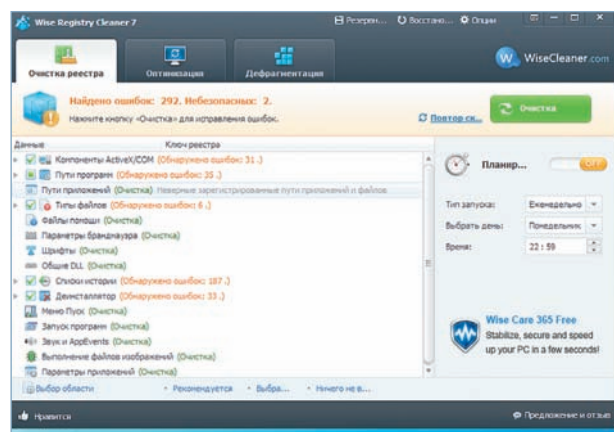 Wise Registry Cleaner 7
Резерви... Восстано... Опции
Очистка реестра
Оптимизация
Дефрагментация
WiseCleaner.com
Найдено ошибок: 292. Небезопасных: 2.
Нажмите кнопку «Очистка» для исправления ошибок.
Повтор ск...
Очистка
Данные Ключ реестра
Компоненты ActiveX/COM (Обнаружено ошибок: 31 .)
Пути программ (Обнаружено ошибок: 35 .)
Пути приложений (Очистка) Неверные зарегистрированные пути приложений и файлов
Типы файлов (Обнаружено ошибок: 6 .)
Файлы помощи (Очистка)
Параметры брандмауэра (Очистка)
Шрифты (Очистка)
Общие DLL (Очистка)
Списки истории (Обнаружено ошибок: 187 .)
Деинсталлятор (Обнаружено ошибок: 33 .)
Меню Пуск (Очистка)
Запуск программ (Очистка)
Звук и AppEvents (Очистка)
Выполнение файлов изображений (Очистка)
Параметры приложений (Очистка)
Планир... OFF
Тип запуска: Еженедельно
Выбрать день: Понедельник
Время: 22 : 59
Wise Care 365 Free
Stabilize, secure and speed
up your PC in a few seconds!
Выбор области
Рекомендуется
Выбра...
Ничего не в...
Нравится
Предложение и отзыв